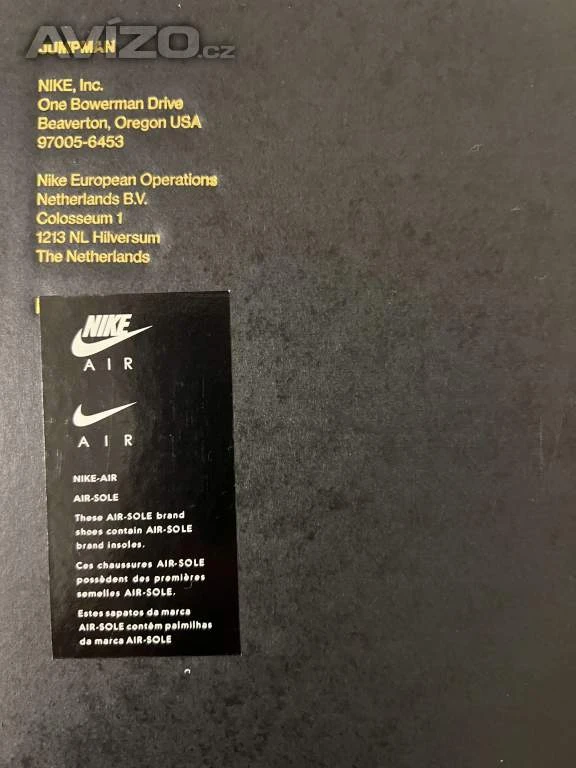 AVÍZO.cz
JUMPMAN
NIKE, Inc.
One Bowerman Drive
Beaverton, Oregon USA
97005-6453
Nike European Operations
Netherlands B.V.
Colosseum 1
1213 NL Hilversum
The Netherlands
NIKE
AIR
AIR
NIKE-AIR
AIR-SOLE
These AIR-SOLE brand
shoes contain AIR-SOLE
brand insoles.
Ces chaussures AIR-SOLE
possèdent des premières
semelles AIR-SOLE.
Estes sapatos da marca
AIR-SOLE contêm palmilhas
da marca AIR-SOLE